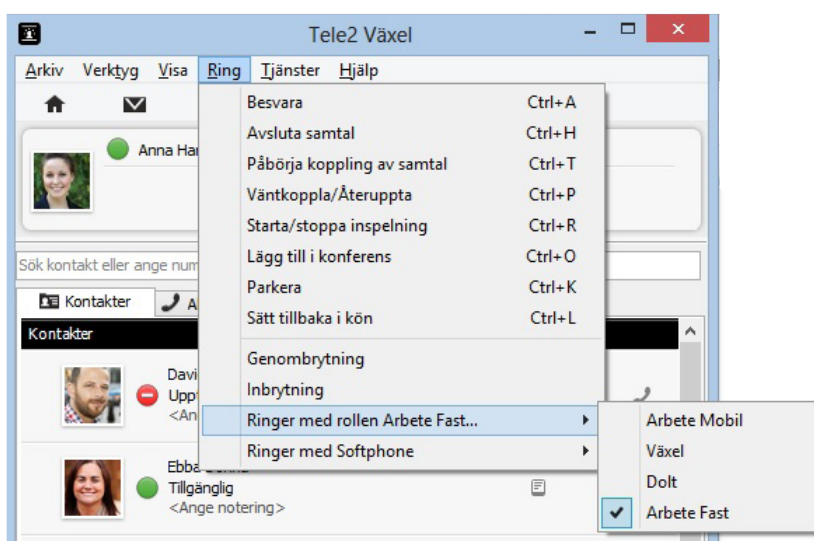 Tele2 Växel
Arkiv Verktyg Visa Ring Tjänster Hjälp
Besvara Ctrl+A
Avsluta samtal Ctrl+H
Påbörja koppling av samtal Ctrl+T
Väntkoppla/Återuppta Ctrl+P
Starta/stoppa inspelning Ctrl+R
Lägg till i konferens Ctrl+O
Parkera Ctrl+K
Sätt tillbaka i kön Ctrl+L
Genombrytning
Inbrytning
Ringer med rollen Arbete Fast...
Ringer med Softphone
Arbete Mobil
Växel
Dolt
Arbete Fast
Anna Har
Sök kontakt eller ange num
Kontakter A
Kontakter
Davi
Uppt
<An
Ebba
Tillgänglig
<Ange notering>